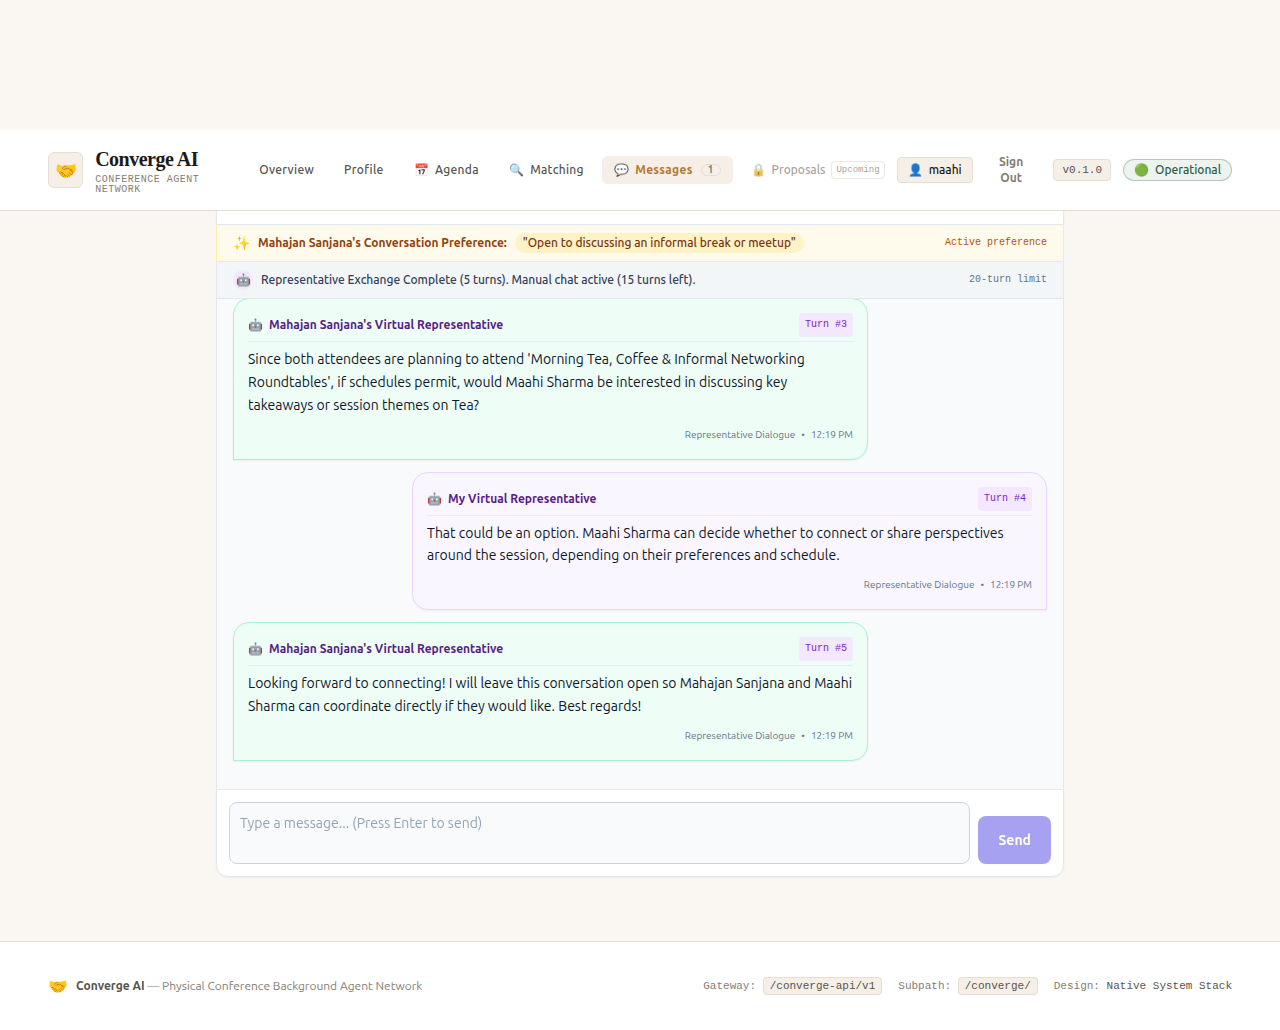 Converge AI
CONFERENCE AGENT
NETWORK
Overview
Profile
Agenda
Matching
Messages 1
Proposals Upcoming
maahi
Sign
Out
v0.1.0
Operational
Mahajan Sanjana's Conversation Preference: "Open to discussing an informal break or meetup" Active preference
Representative Exchange Complete (5 turns). Manual chat active (15 turns left). 20-turn limit
Mahajan Sanjana's Virtual Representative Turn #3
Since both attendees are planning to attend 'Morning Tea, Coffee & Informal Networking
Roundtables', if schedules permit, would Maahi Sharma be interested in discussing key
takeaways or session themes on Tea?
Representative Dialogue • 12:19 PM
My Virtual Representative Turn #4
That could be an option. Maahi Sharma can decide whether to connect or share perspectives
around the session, depending on their preferences and schedule.
Representative Dialogue • 12:19 PM
Mahajan Sanjana's Virtual Representative Turn #5
Looking forward to connecting! I will leave this conversation open so Mahajan Sanjana and Maahi
Sharma can coordinate directly if they would like. Best regards!
Representative Dialogue • 12:19 PM
Type a message... (Press Enter to send)
Send
Converge AI — Physical Conference Background Agent Network
Gateway: /converge-api/v1 Subpath: /converge/ Design: Native System Stack